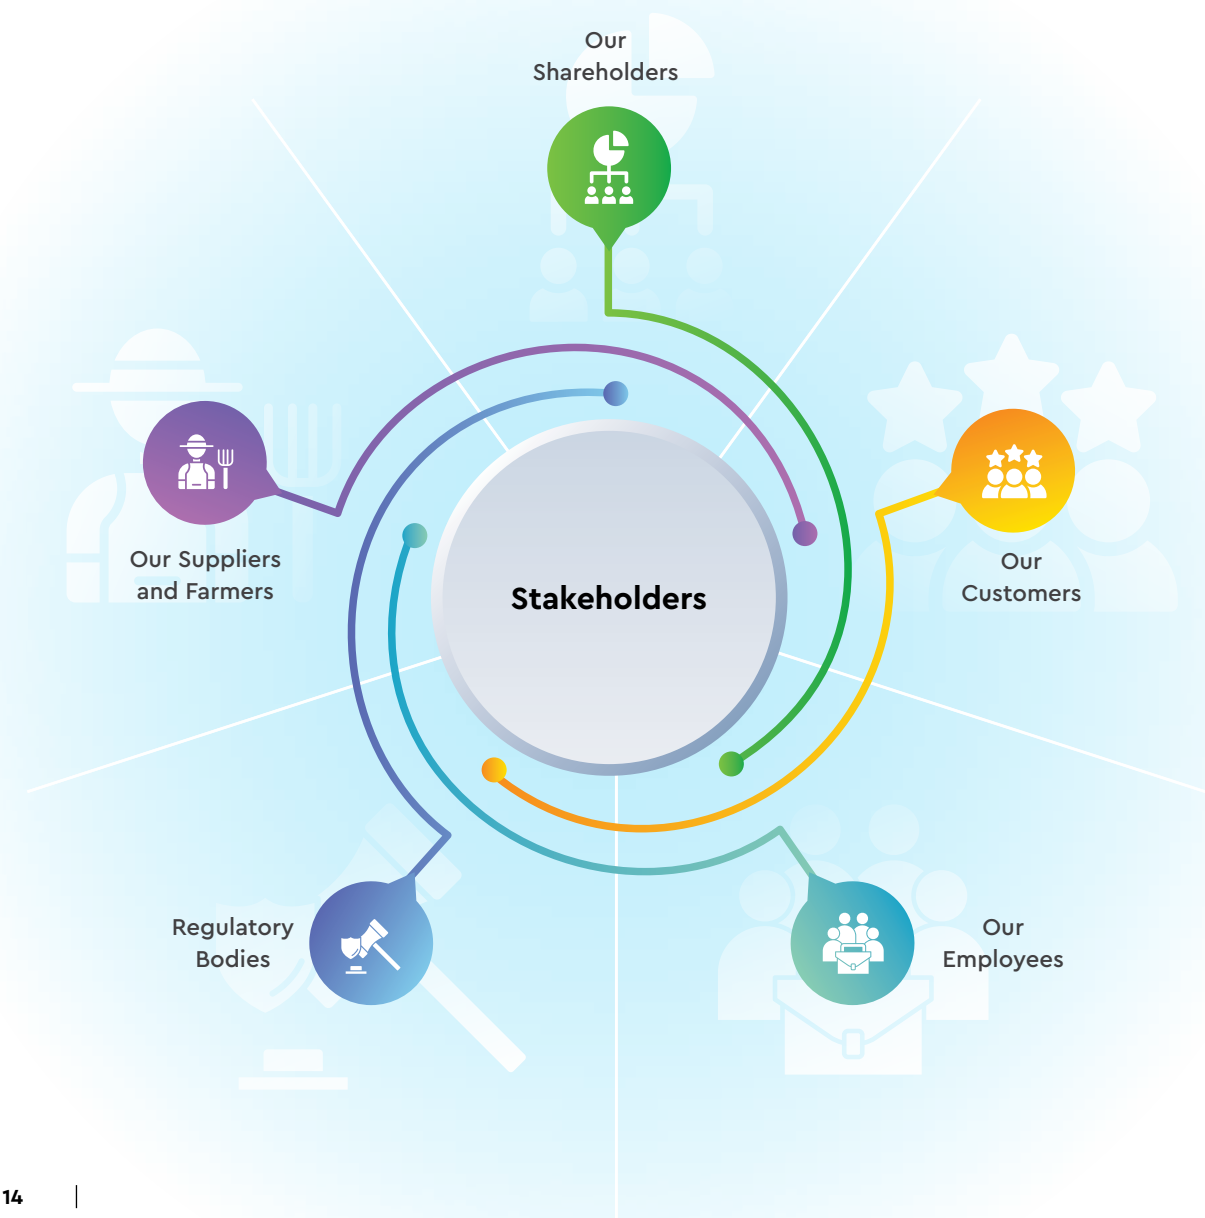 Our
Shareholders
Our Suppliers
and Farmers
Our
Customers
Stakeholders
Regulatory
Bodies
Our
Employees
14